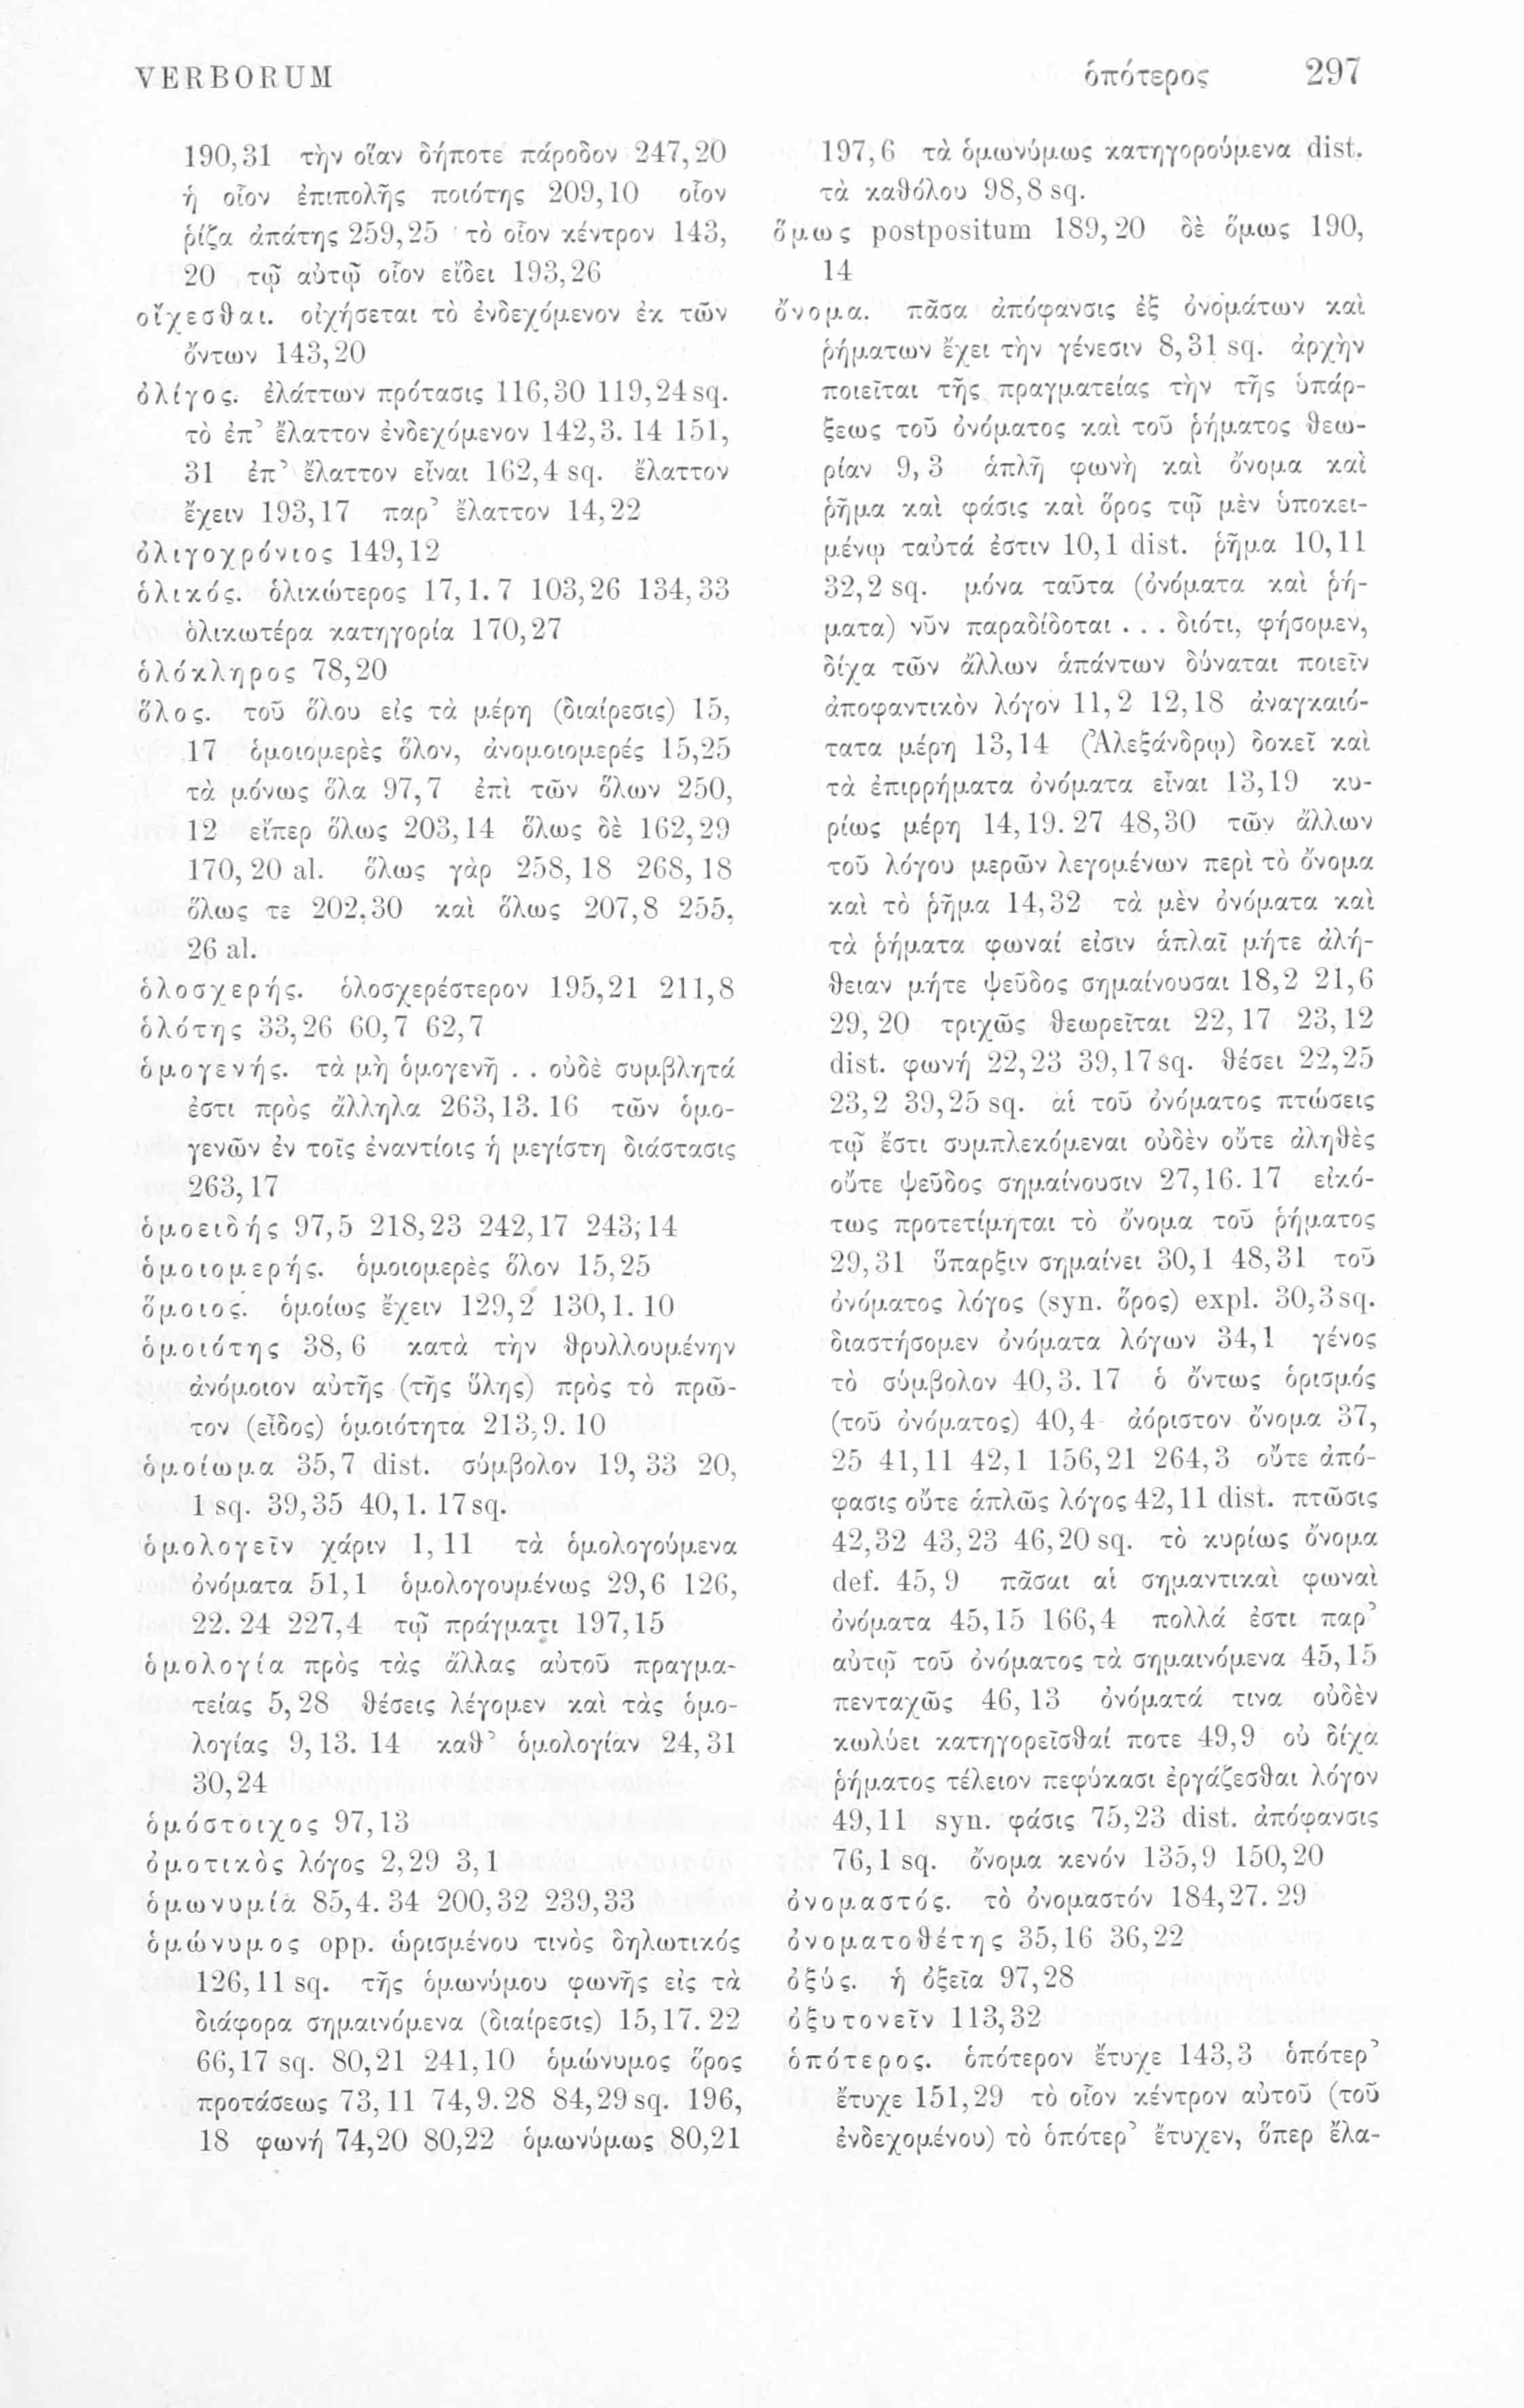 VERBORUM
ὁπότερος 297
190,31 τὴν οἵαν δήποτε πάροδον 247,20
ἡ οἷον ἐπιπολῆς ποιότης 209,10 οἷον
ῥίζα ἀπάτης 259,25 τὸ οἷον κέντρον 143,
20 τῷ αὐτῷ οἷον εἴδει 193,26
οἴχεσθαι. οἰχήσεται τὸ ἐνδεχόμενον ἐκ τῶν
ὄντων 143,20
ὀλίγος. ἐλάττων πρότασις 116,30 119,24 sq.
τὸ ἐπ᾽ ἔλαττον ἐνδεχόμενον 142,3. 14 151,
31 ἐπ᾽ ἔλαττον εἶναι 162,4 sq. ἔλαττον
ἔχειν 193,17 παρ᾽ ἔλαττον 14,22
ὀλιγοχρόνιος 149,12
ὁλικός. ὁλικώτερος 17,1. 7 103,26 134,33
ὁλικωτέρα κατηγορία 170,27
ὁλόκληρος 78,20
ὅλος. τοῦ ὅλου εἰς τὰ μέρη (διαίρεσις) 15,
17 ὁμοιομερὲς ὅλον, ἀνομοιομερές 15,25
τὰ μόνως ὅλα 97,7 ἐπὶ τῶν ὅλων 250,
12 εἴπερ ὅλως 203,14 ὅλως δὲ 162,29
170,20 al. ὅλως γὰρ 258,18 268,18
ὅλως τε 202,30 καὶ ὅλως 207,8 255,
26 al.
ὁλοσχερής. ὁλοσχερέστερον 195,21 211,8
ὁλότης 33,26 60,7 62,7
ὁμογενής. τὰ μὴ ὁμογενῆ . . οὐδὲ συμβλητά
ἐστι πρὸς ἄλληλα 263,13. 16 τῶν ὁμο-
γενῶν ἐν τοῖς ἐναντίοις ἡ μεγίστη διάστασις
263,17
ὁμοειδής 97,5 218,23 242,17 243,14
ὁμοιομερής. ὁμοιομερὲς ὅλον 15,25
ὅμοιος. ὁμοίως ἔχειν 129,2 130,1. 10
ὁμοιότης 38,6 κατὰ τὴν θρυλλουμένην
ἀνόμοιον αὐτῆς (τῆς ὕλης) πρὸς τὸ πρῶ-
τον (εἶδος) ὁμοιότητα 213,9. 10
ὁμοίωμα 35,7 dist. σύμβολον 19,33 20,
1 sq. 39,35 40,1. 17 sq.
ὁμολογεῖν χάριν 1,11 τὰ ὁμολογούμενα
ὀνόματα 51,1 ὁμολογουμένως 29,6 126,
22. 24 227,4 τῷ πράγματι 197,15
ὁμολογία πρὸς τὰς ἄλλας αὐτοῦ πραγμα-
τείας 5,28 θέσεις λέγομεν καὶ τὰς ὁμο-
λογίας 9,13. 14 καθ᾽ ὁμολογίαν 24,31
30,24
ὁμόστοιχος 97,13
ὀμοτικὸς λόγος 2,29 3,1
ὁμωνυμία 85,4. 34 200,32 239,33
ὁμώνυμος opp. ὡρισμένου τινὸς δηλωτικός
126,11 sq. τῆς ὁμωνύμου φωνῆς εἰς τὰ
διάφορα σημαινόμενα (διαίρεσις) 15,17. 22
66,17 sq. 80,21 241,10 ὁμώνυμος ὅρος
προτάσεως 73,11 74,9. 28 84,29 sq. 196,
18 φωνή 74,20 80,22 ὁμωνύμως 80,21
197,6 τὰ ὁμωνύμως κατηγορούμενα dist.
τὰ καθόλου 98,8 sq.
ὅμως postpositum 189,20 δὲ ὅμως 190,
14
ὄνομα. πᾶσα ἀπόφανσις ἐξ ὀνομάτων καὶ
ῥήματων ἔχει τὴν γένεσιν 8,31 sq. ἀρχὴν
ποιεῖται τῆς πραγματείας τὴν τῆς ὑπάρ-
ξεως τοῦ ὀνόματος καὶ τοῦ ῥήματος θεω-
ρίαν 9,3 ἁπλῆ φωνὴ καὶ ὄνομα καὶ
ῥῆμα καὶ φάσις καὶ ὅρος τῷ μὲν ὑποκει-
μένῳ ταὐτά ἐστιν 10,1 dist. ῥῆμα 10,11
32,2 sq. μόνα ταῦτα (ὀνόματα καὶ ῥή-
ματα) νῦν παραδίδοται . . . διότι, φήσομεν,
δίχα τῶν ἄλλων ἁπάντων δύναται ποιεῖν
ἀποφαντικὸν λόγον 11,2 12,18 ἀναγκαιό-
τατα μέρη 13,14 (Ἀλεξάνδρῳ) δοκεῖ καὶ
τὰ ἐπιρρήματα ὀνόματα εἶναι 13,19 κυ-
ρίως μέρη 14,19. 27 48,30 τῶν ἄλλων
τοῦ λόγου μερῶν λεγομένων περὶ τὸ ὄνομα
καὶ τὸ ῥῆμα 14,32 τὰ μὲν ὀνόματα καὶ
τὰ ῥήματα φωναί εἰσιν ἁπλαῖ μήτε ἀλή-
θειαν μήτε ψεῦδος σημαίνουσαι 18,2 21,6
29,20 τριχῶς θεωρεῖται 22,17 23,12
dist. φωνή 22,23 39,17 sq. θέσει 22,25
23,2 39,25 sq. αἱ τοῦ ὀνόματος πτώσεις
τῷ ἔστι συμπλεκόμεναι οὐδὲν οὔτε ἀληθὲς
οὔτε ψεῦδος σημαίνουσιν 27,16. 17 εἰκό-
τως προτετίμηται τὸ ὄνομα τοῦ ῥήματος
29,31 ὕπαρξιν σημαίνει 30,1 48,31 τοῦ
ὀνόματος λόγος (syn. ὅρος) expl. 30,3 sq.
διαστήσομεν ὀνόματα λόγων 34,1 γένος
τὸ σύμβολον 40,3. 17 ὁ ὄντως ὁρισμός
(τοῦ ὀνόματος) 40,4 ἀόριστον ὄνομα 37,
25 41,11 42,1 156,21 264,3 οὔτε ἀπό-
φασις οὔτε ἁπλῶς λόγος 42,11 dist. πτῶσις
42,32 43,23 46,20 sq. τὸ κυρίως ὄνομα
def. 45,9 πᾶσαι αἱ σημαντικαὶ φωναὶ
ὀνόματα 45,15 166,4 πολλά ἐστι παρ᾽
αὐτῷ τοῦ ὀνόματος τὰ σημαινόμενα 45,15
πενταχῶς 46,13 ὀνόματά τινα οὐδὲν
κωλύει κατηγορεῖσθαί ποτε 49,9 οὐ δίχα
ῥήματος τέλειον πεφύκασι ἐργάζεσθαι λόγον
49,11 syn. φάσις 75,23 dist. ἀπόφανσις
76,1 sq. ὄνομα κενόν 135,9 150,20
ὀνομαστός. τὸ ὀνομαστόν 184,27. 29
ὀνοματοθέτης 35,16 36,22
ὀξύς. ἡ ὀξεῖα 97,28
ὀξυτονεῖν 113,32
ὁπότερος. ὁπότερον ἔτυχε 143,3 ὁπότερ᾽
ἔτυχε 151,29 τὸ οἷον κέντρον αὐτοῦ (τοῦ
ἐνδεχομένου) τὸ ὁπότερ᾽ ἔτυχεν, ὅπερ ἔλα-